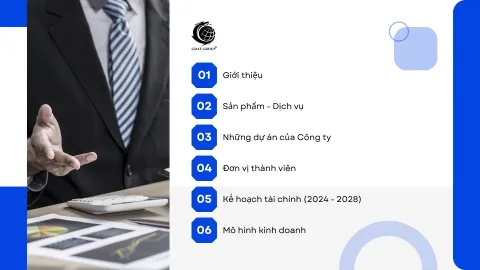 01 Giới thiệu
02 Sản phẩm - Dịch vụ
03 Những dự án của Công ty
04 Đơn vị thành viên
05 Kế hoạch tài chính (2024 - 2028)
06 Mô hình kinh doanh